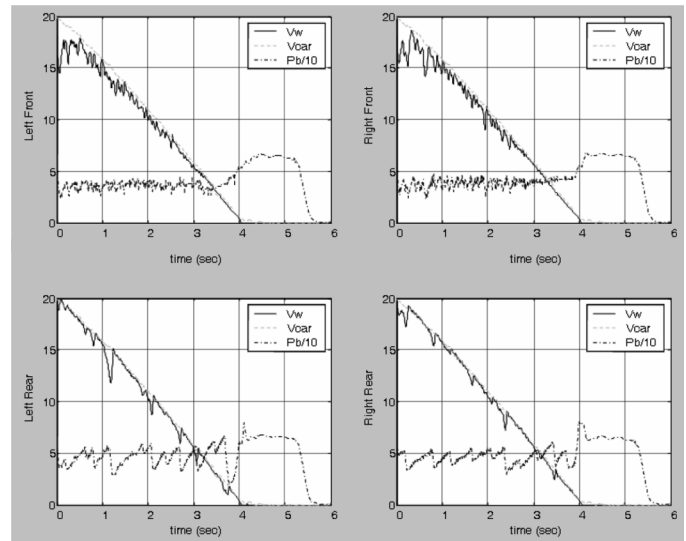 Left Front
20
15
10
5
0
Vw
Vcar
Pb/10
0 1 2 3 4 5 6
time (sec)
Right Front
20
15
10
5
0
Vw
Vcar
Pb/10
0 1 2 3 4 5 6
time (sec)
Left Rear
20
15
10
5
0
Vw
Vcar
Pb/10
0 1 2 3 4 5 6
time (sec)
Right Rear
20
15
10
5
0
Vw
Vcar
Pb/10
0 1 2 3 4 5 6
time (sec)